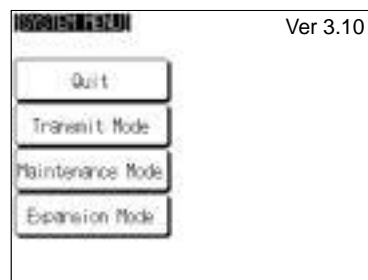 [SYSTEM MENU]
Ver 3.10
Quit
Transmit Mode
Maintenance Mode
Expansion Mode